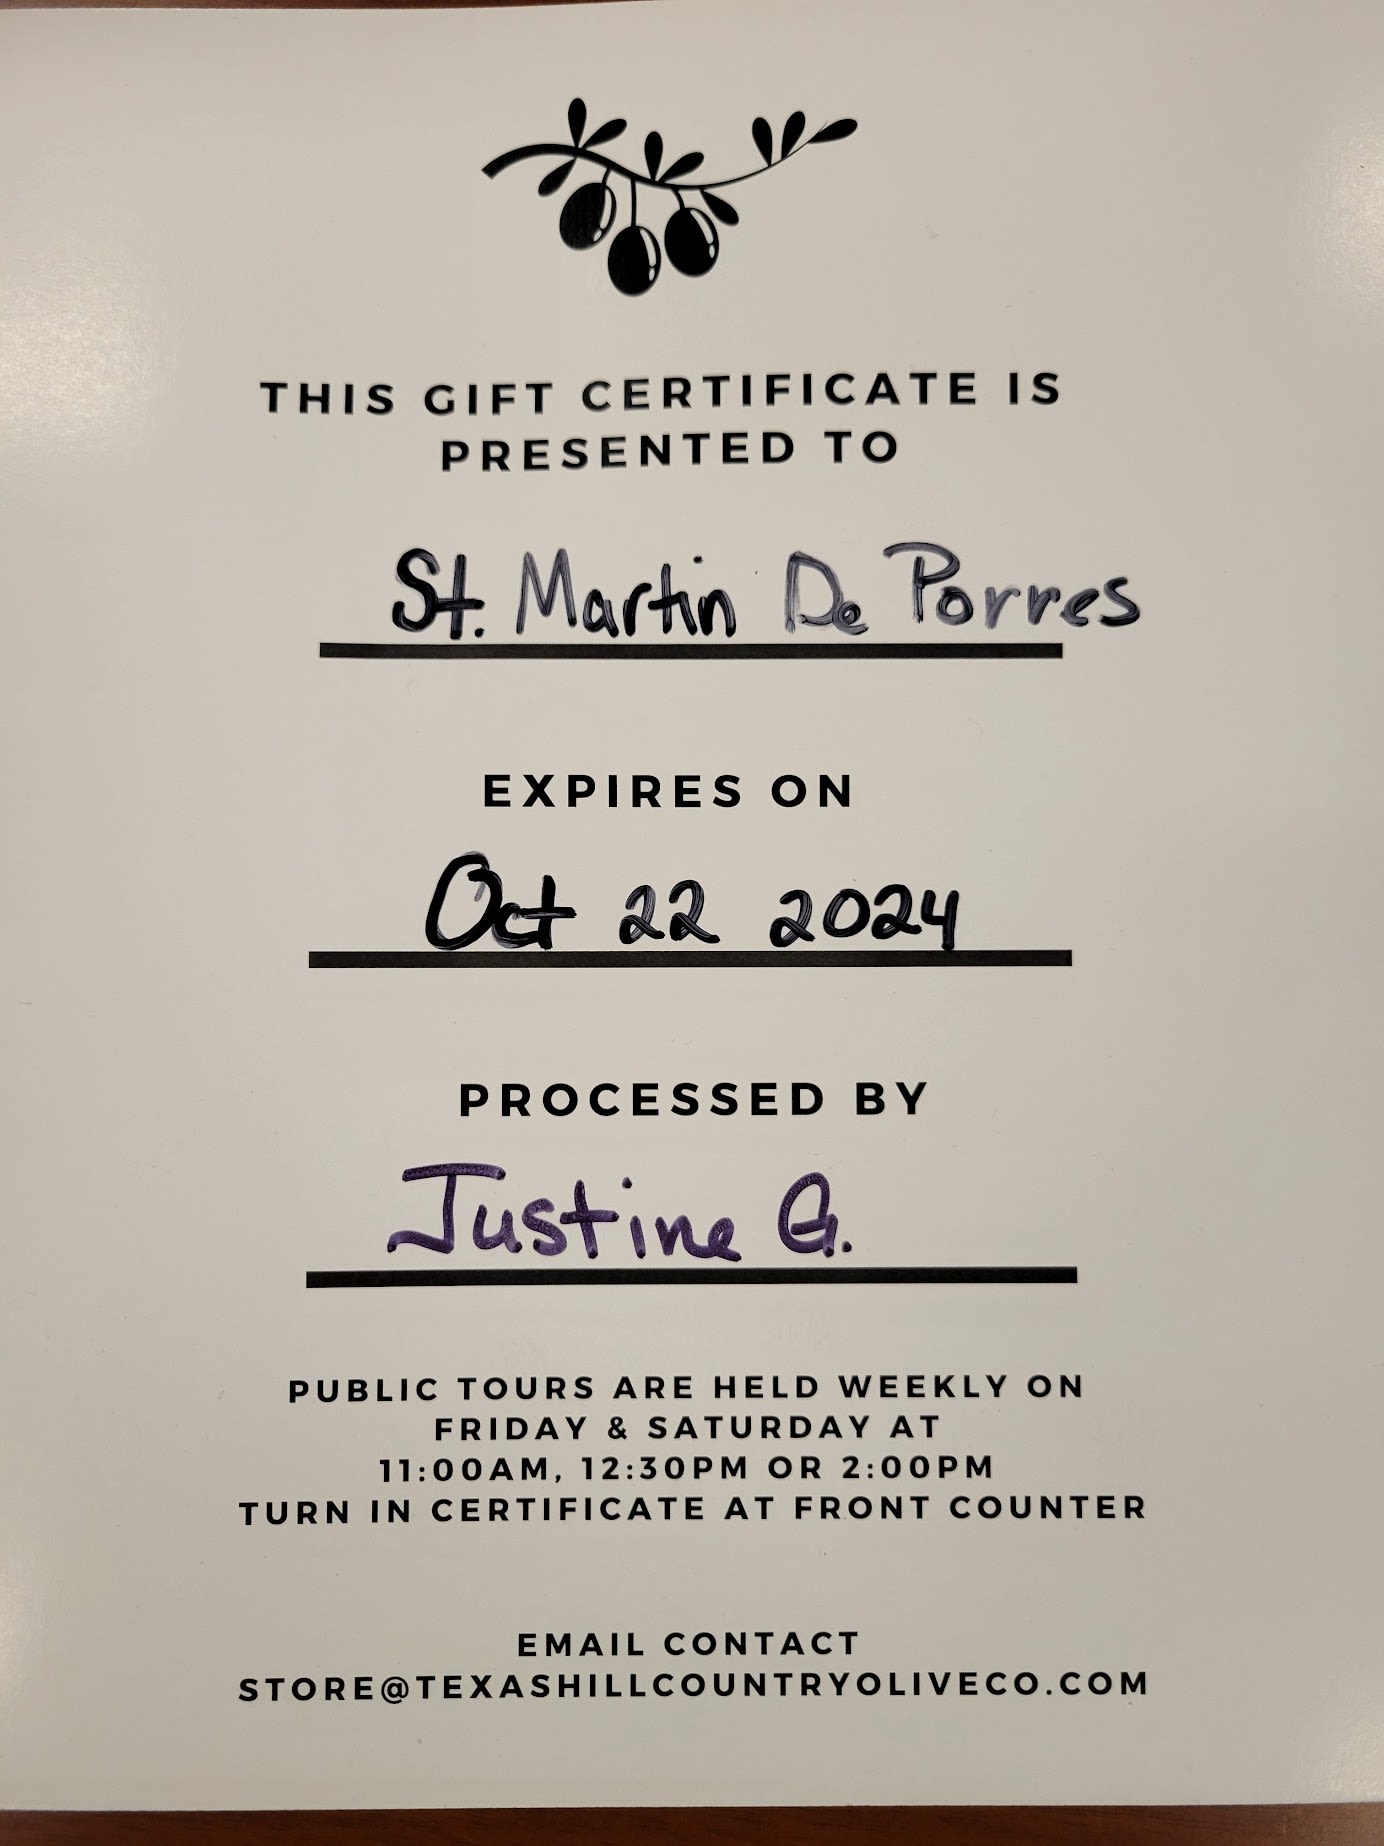 THIS GIFT CERTIFICATE IS
PRESENTED TO
St. Martin De Porres
EXPIRES ON
Oct 22 2024
PROCESSED BY
Justine G.
PUBLIC TOURS ARE HELD WEEKLY ON
FRIDAY & SATURDAY AT
11:00AM, 12:30PM OR 2:00PM
TURN IN CERTIFICATE AT FRONT COUNTER
EMAIL CONTACT
STORE@TEXASHILLCOUNTRYOLIVECO.COM